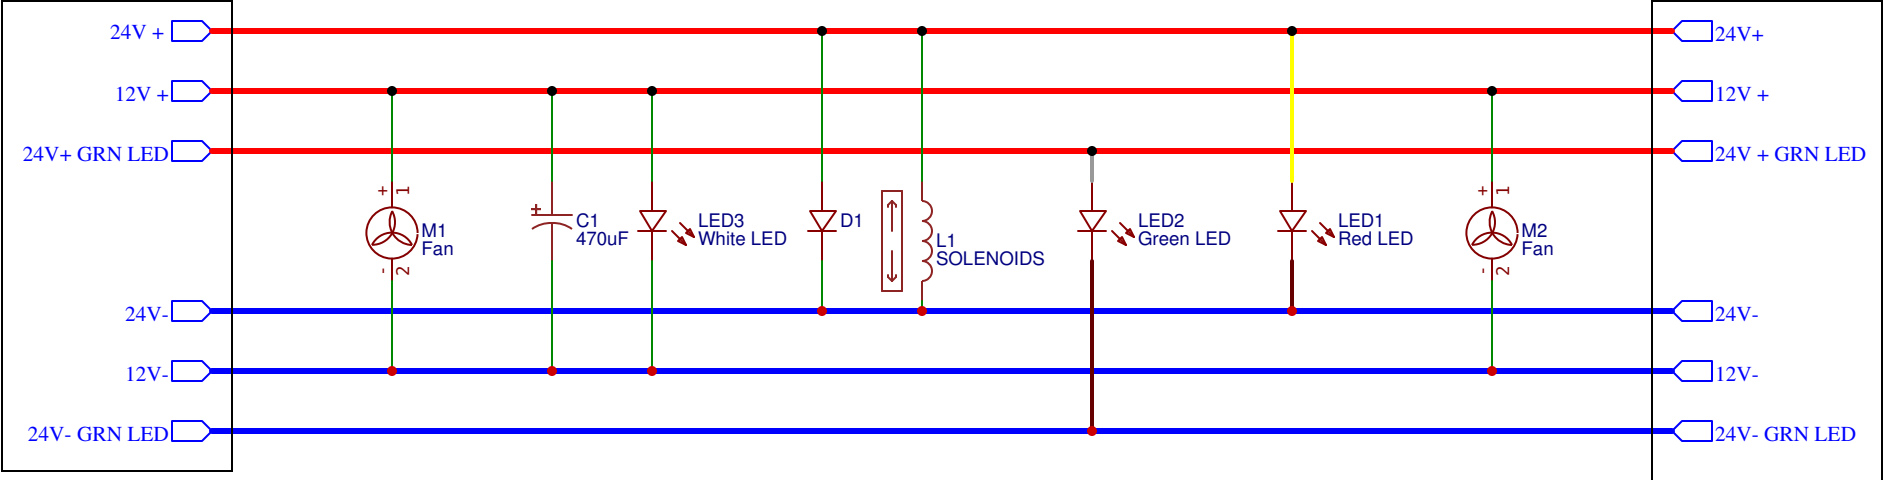 24V +
24V+
12V +
12V +
24V+ GRN LED
24V + GRN LED
+ 1
M1
Fan
- 2
+
C1
470uF
LED3
White LED
D1
L1
SOLENOIDS
LED2
Green LED
LED1
Red LED
+ 1
M2
Fan
- 2
24V-
24V-
12V-
12V-
24V- GRN LED
24V- GRN LED